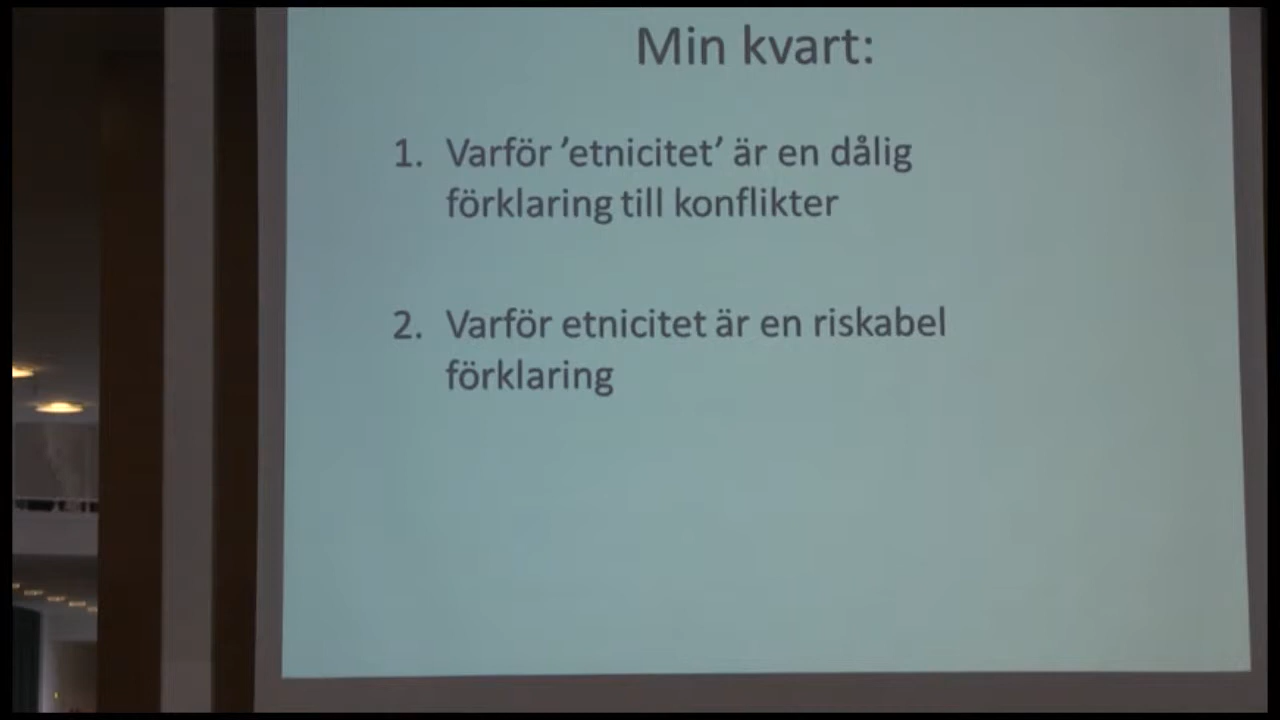 Min kvart:
1. Varför ’etnicitet’ är en dålig
förklaring till konflikter
2. Varför etnicitet är en riskabel
förklaring